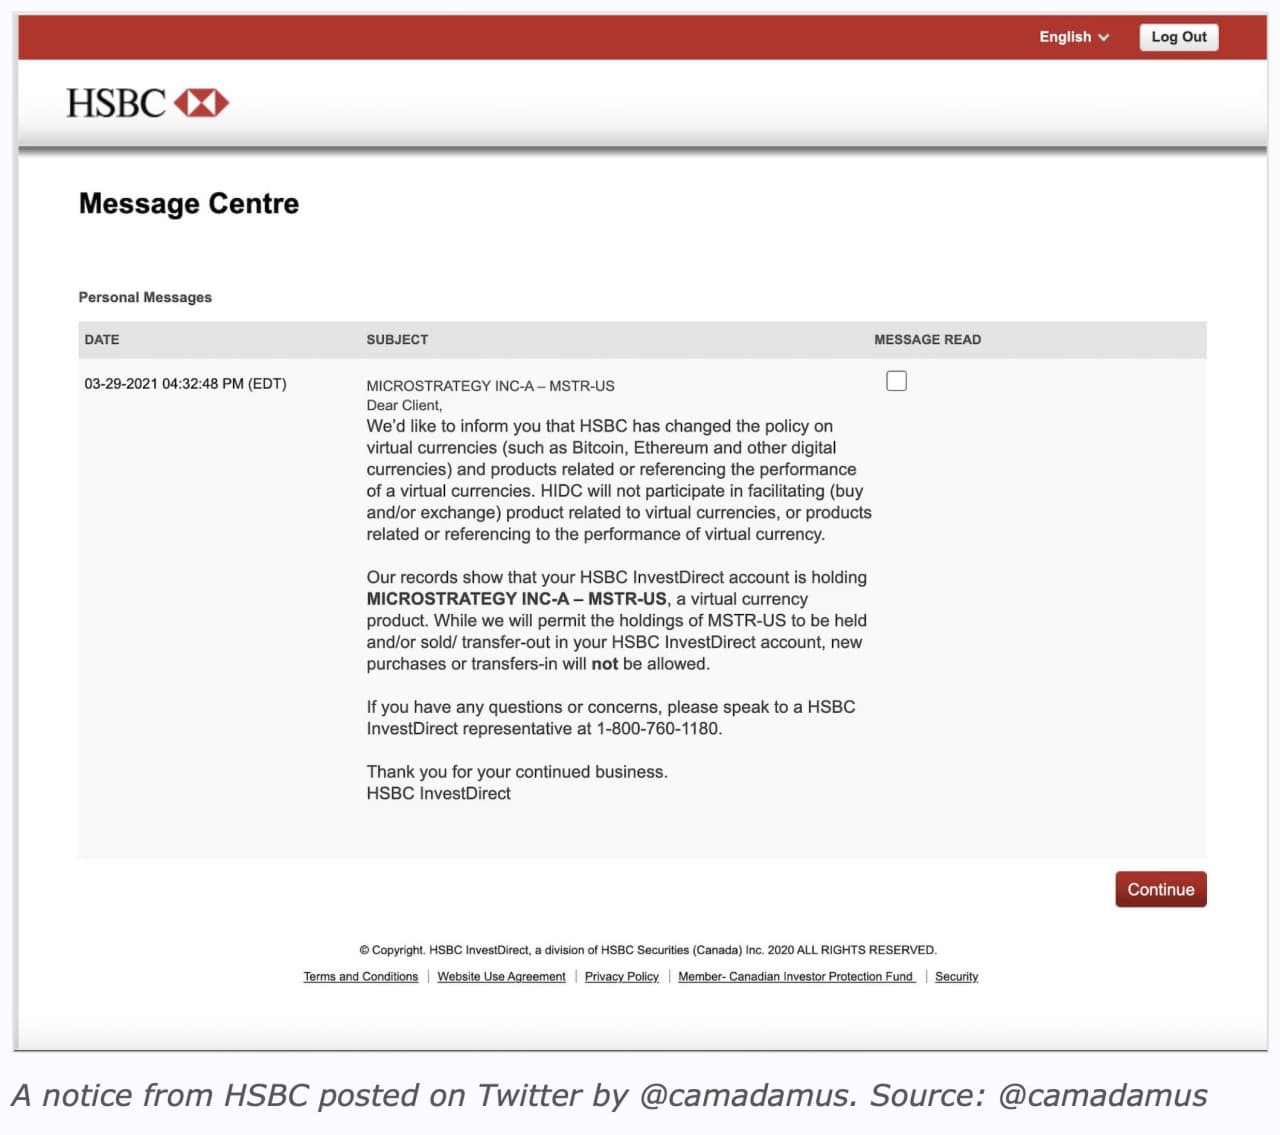 English
Log Out
HSBC
Message Centre
Personal Messages
DATE SUBJECT MESSAGE READ
03-29-2021 04:32:48 PM (EDT)
MICROSTRATEGY INC-A – MSTR-US
Dear Client,
We’d like to inform you that HSBC has changed the policy on
virtual currencies (such as Bitcoin, Ethereum and other digital
currencies) and products related or referencing the performance
of a virtual currencies. HIDC will not participate in facilitating (buy
and/or exchange) product related to virtual currencies, or products
related or referencing to the performance of virtual currency.
Our records show that your HSBC InvestDirect account is holding
MICROSTRATEGY INC-A – MSTR-US, a virtual currency
product. While we will permit the holdings of MSTR-US to be held
and/or sold/ transfer-out in your HSBC InvestDirect account, new
purchases or transfers-in will not be allowed.
If you have any questions or concerns, please speak to a HSBC
InvestDirect representative at 1-800-760-1180.
Thank you for your continued business.
HSBC InvestDirect
Continue
© Copyright. HSBC InvestDirect, a division of HSBC Securities (Canada) Inc. 2020 ALL RIGHTS RESERVED.
Terms and Conditions | Website Use Agreement | Privacy Policy | Member- Canadian Investor Protection Fund | Security
A notice from HSBC posted on Twitter by @camadamus. Source: @camadamus